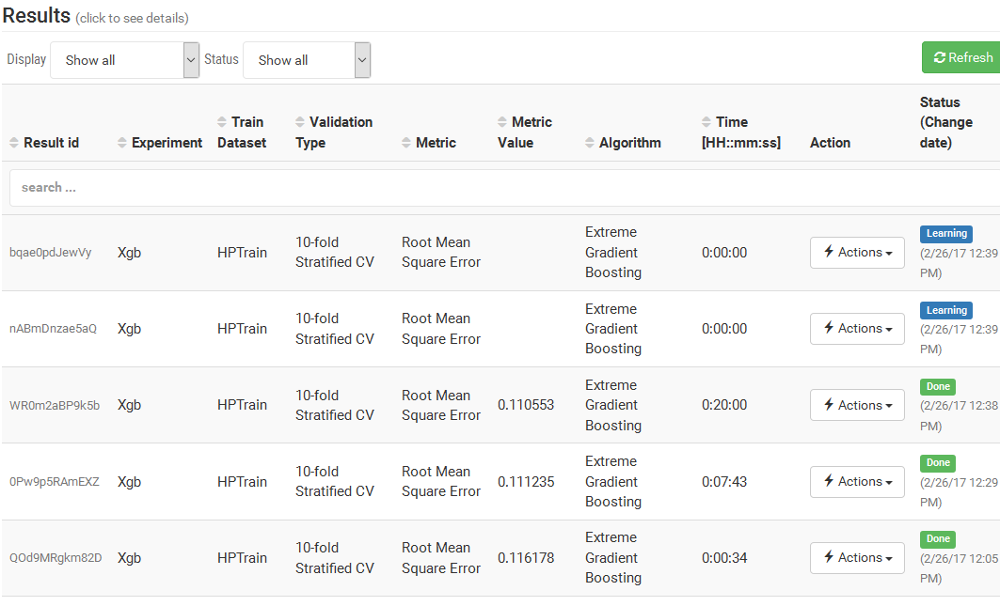 Results (click to see details)
Display Show all Status Show all Refresh
Result id Experiment Train Dataset Validation Type Metric Metric Value Algorithm Time [HH::mm:ss] Action Status (Change date)
search ...
bqae0pdJewVy Xgb HPTrain 10-fold Stratified CV Root Mean Square Error Extreme Gradient Boosting 0:00:00 Actions Learning (2/26/17 12:39 PM)
nABmDnzae5aQ Xgb HPTrain 10-fold Stratified CV Root Mean Square Error Extreme Gradient Boosting 0:00:00 Actions Learning (2/26/17 12:39 PM)
WR0m2aBP9k5b Xgb HPTrain 10-fold Stratified CV Root Mean Square Error 0.110553 Extreme Gradient Boosting 0:20:00 Actions Done (2/26/17 12:38 PM)
0Pw9p5RAmEXZ Xgb HPTrain 10-fold Stratified CV Root Mean Square Error 0.111235 Extreme Gradient Boosting 0:07:43 Actions Done (2/26/17 12:29 PM)
QOd9MRgkm82D Xgb HPTrain 10-fold Stratified CV Root Mean Square Error 0.116178 Extreme Gradient Boosting 0:00:34 Actions Done (2/26/17 12:05 PM)